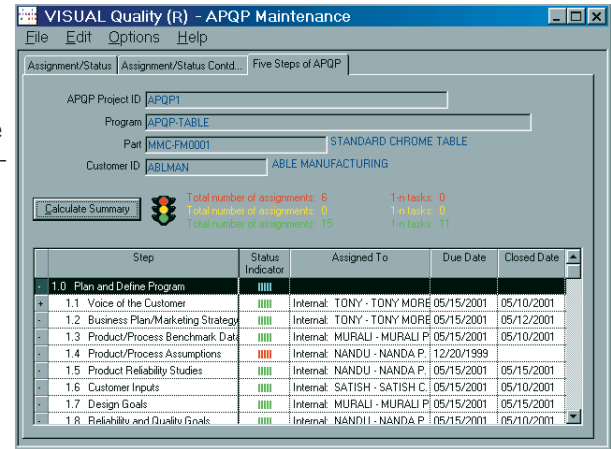 VISUAL Quality (R) - APQP Maintenance
File Edit Options Help
Assignment/Status Assignment/Status Contd... Five Steps of APQP
APQP Project ID APQP1
Program APQP-TABLE
Part MMC-FM0001 STANDARD CHROME TABLE
Customer ID ABLMAN ABLE MANUFACTURING
Calculate Summary
Total number of assignments: 6 1-n tasks: 0
Total number of assignments: 0 1-n tasks: 0
Total number of assignments: 15 1-n tasks: 11
Step Status Indicator Assigned To Due Date Closed Date
- 1.0 Plan and Define Program
+ 1.1 Voice of the Customer Internal: TONY - TONY MORE 05/15/2001 05/10/2001
- 1.2 Business Plan/Marketing Strategy Internal: TONY - TONY MORE 05/15/2001 05/12/2001
- 1.3 Product/Process Benchmark Data Internal: MURALI - MURALI P 05/15/2001 05/10/2001
- 1.4 Product/Process Assumptions Internal: NANDU - NANDA P. 12/20/1999
- 1.5 Product Reliability Studies Internal: NANDU - NANDA P. 05/15/2001 05/15/2001
- 1.6 Customer Inputs Internal: SATISH - SATISH C. 05/15/2001 05/10/2001
- 1.7 Design Goals Internal: MURALI - MURALI P 05/15/2001 05/15/2001
- 1.8 Reliability and Quality Goals Internal: NANDU - NANDA P. 05/15/2001 05/10/2001